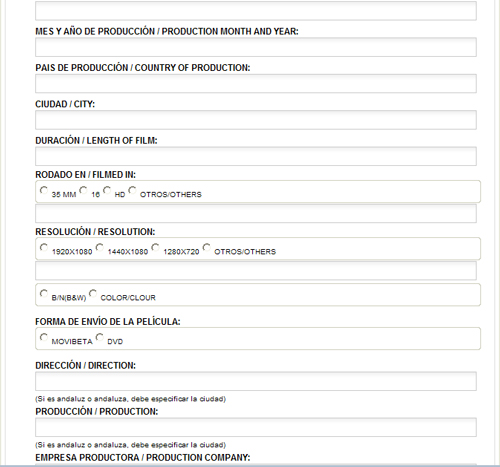 MES Y AÑO DE PRODUCCIÓN / PRODUCTION MONTH AND YEAR:
PAIS DE PRODUCCIÓN / COUNTRY OF PRODUCTION:
CIUDAD / CITY:
DURACIÓN / LENGTH OF FILM:
RODADO EN / FILMED IN:
35 MM 16 HD OTROS/OTHERS
RESOLUCIÓN / RESOLUTION:
1920X1080 1440X1080 1280X720 OTROS/OTHERS
B/N(B&W) COLOR/CLOUR
FORMA DE ENVÍO DE LA PELÍCULA:
MOVIBETA DVD
DIRECCIÓN / DIRECTION:
(Si es andaluz o andaluza, debe especificar la ciudad)
PRODUCCIÓN / PRODUCTION:
(Si es andaluz o andaluza, debe especificar la ciudad)
EMPRESA PRODUCTORA / PRODUCTION COMPANY: